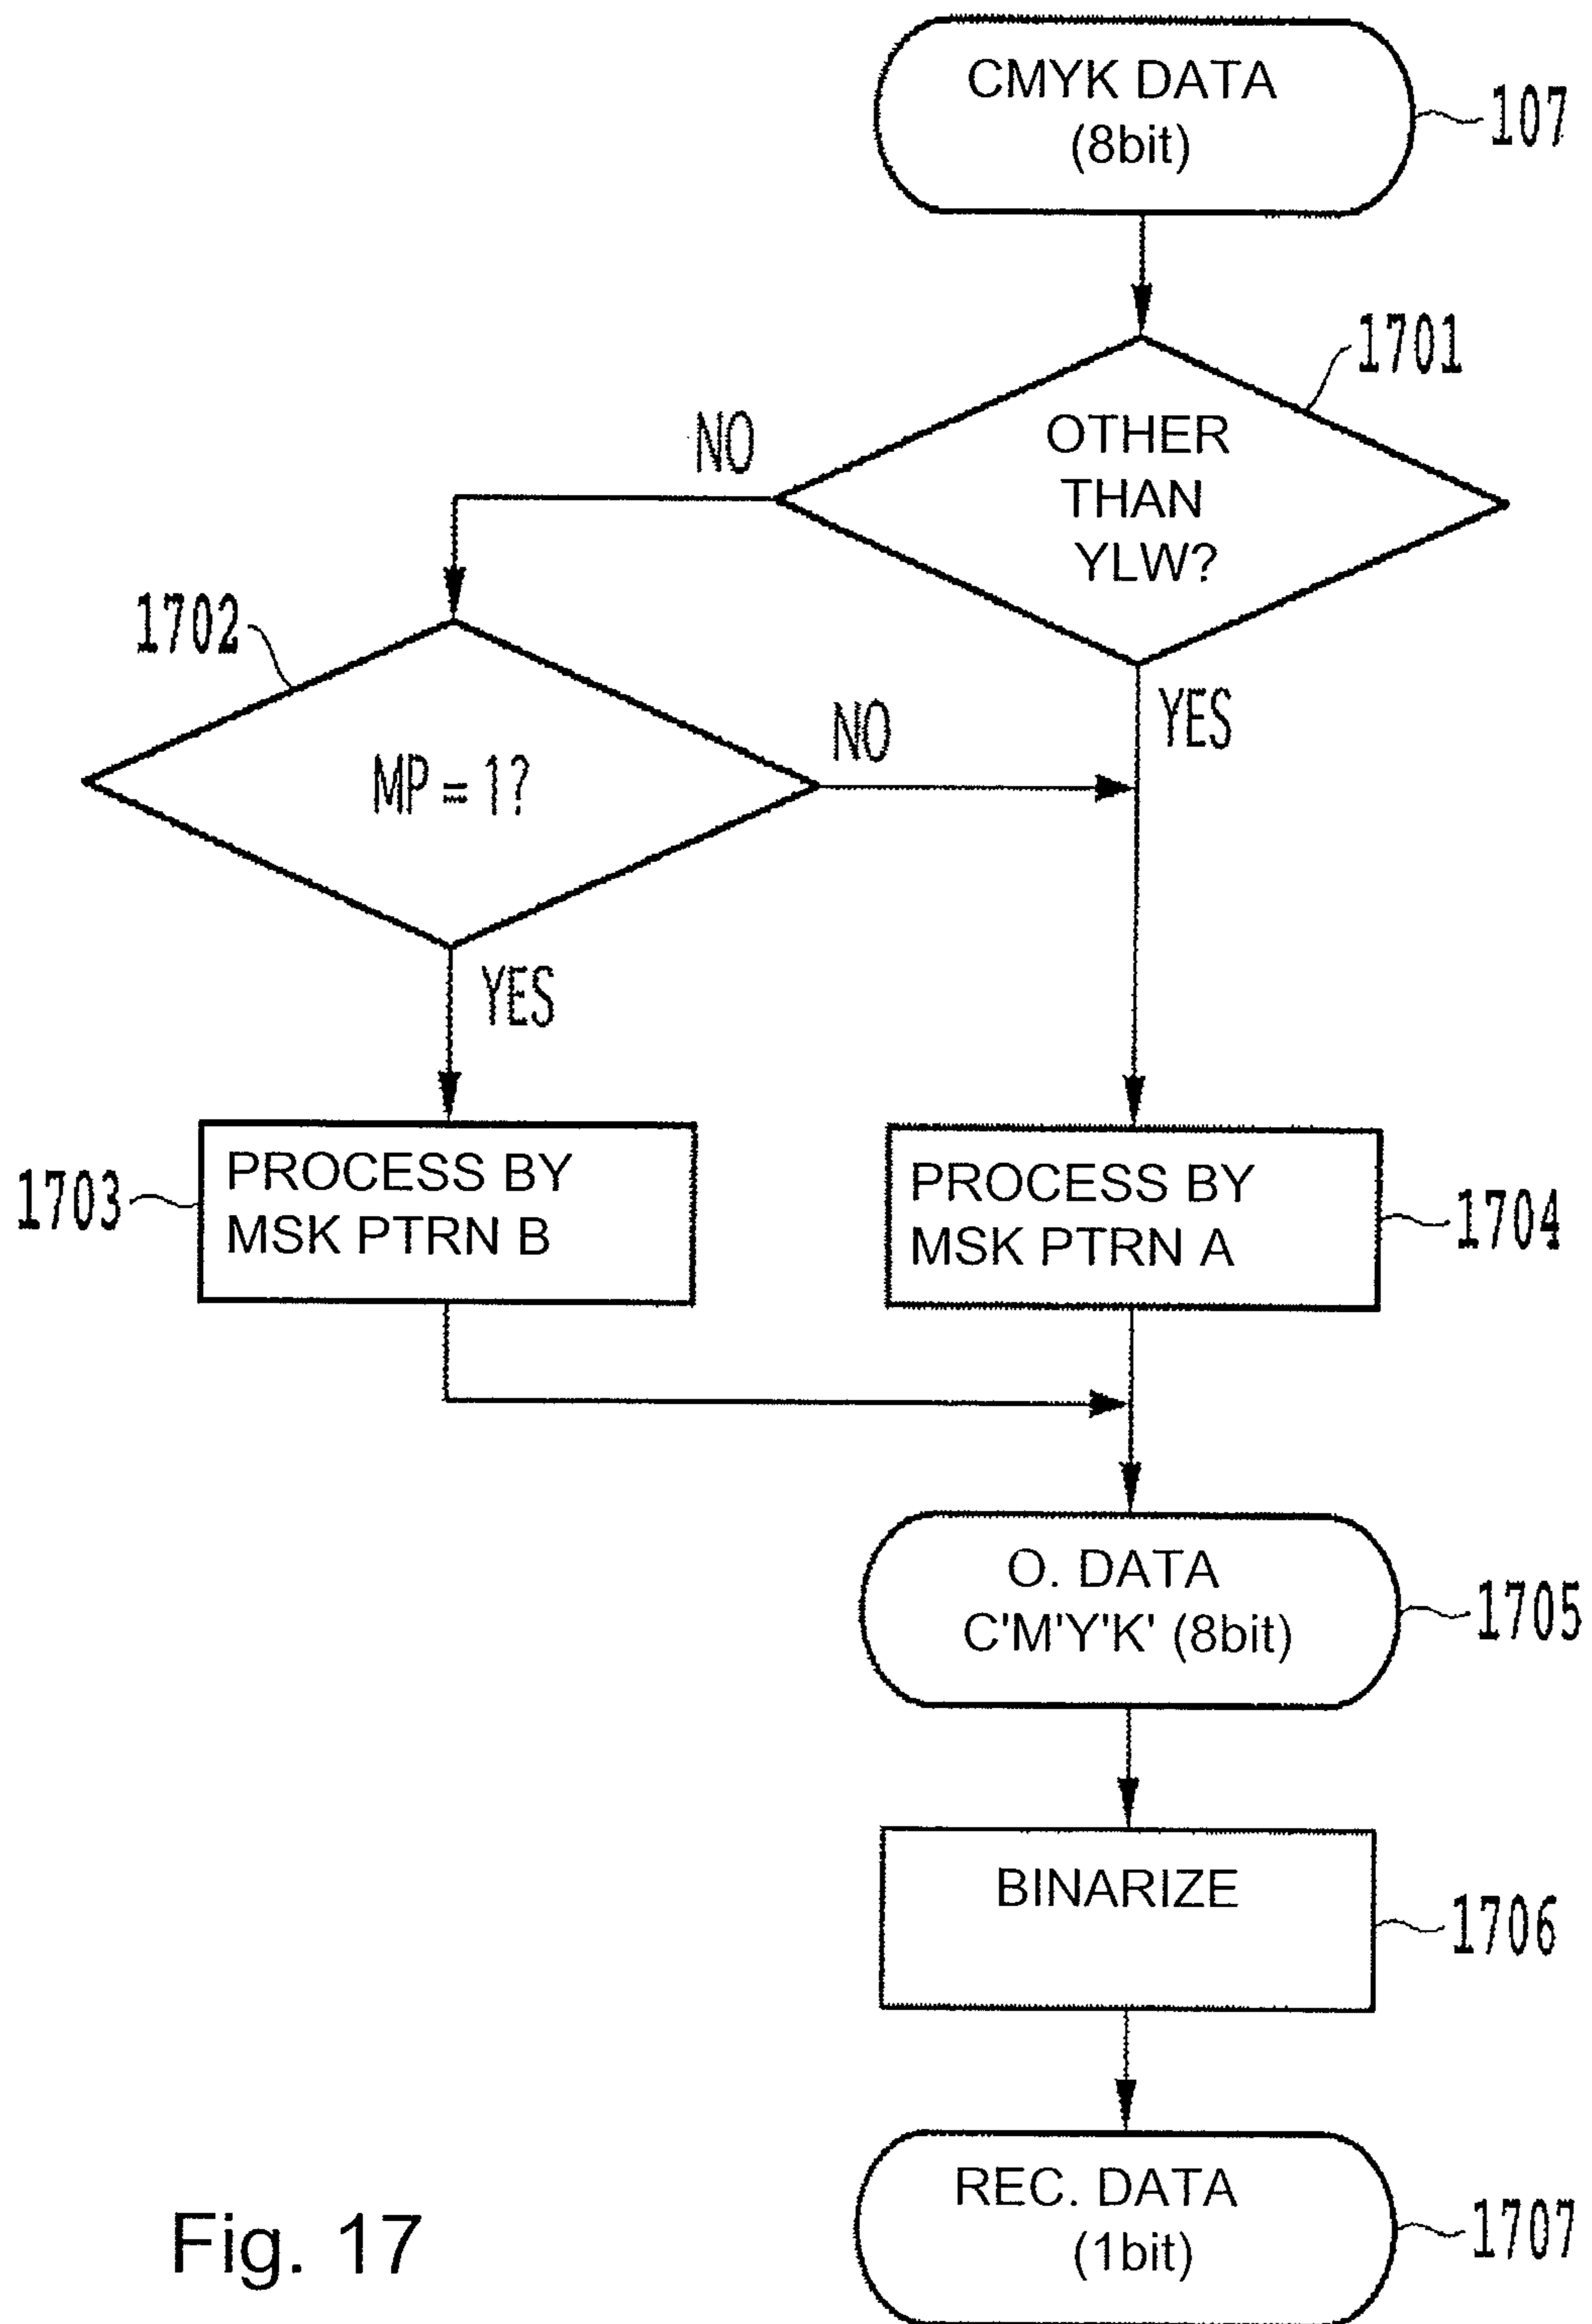 CMYK DATA
(8bit)
107
1701
OTHER
THAN
YLW?
NO
YES
1702
MP = 1?
NO
YES
1703
PROCESS BY
MSK PTRN B
PROCESS BY
MSK PTRN A
1704
O. DATA
C'M'Y'K' (8bit)
1705
BINARIZE
1706
REC. DATA
(1bit)
1707
Fig. 17